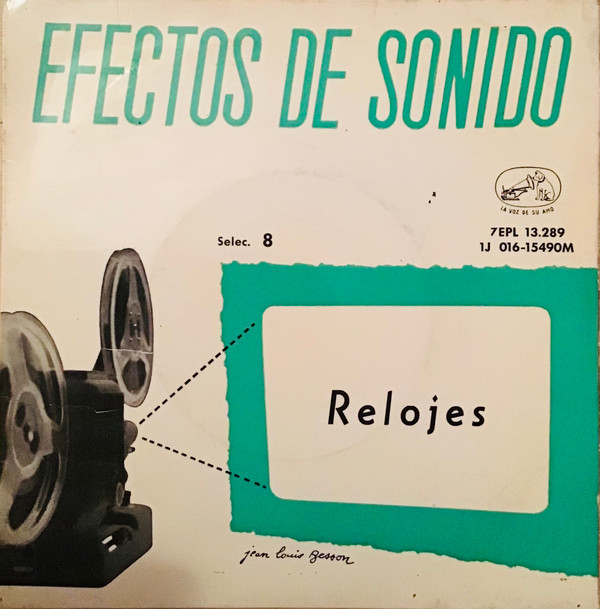 EFECTOS DE SONIDO
LA VOZ DE SU AMO
Selec. 8
7EPL 13.289
1J 016-15490M
Relojes
jean louis Besson